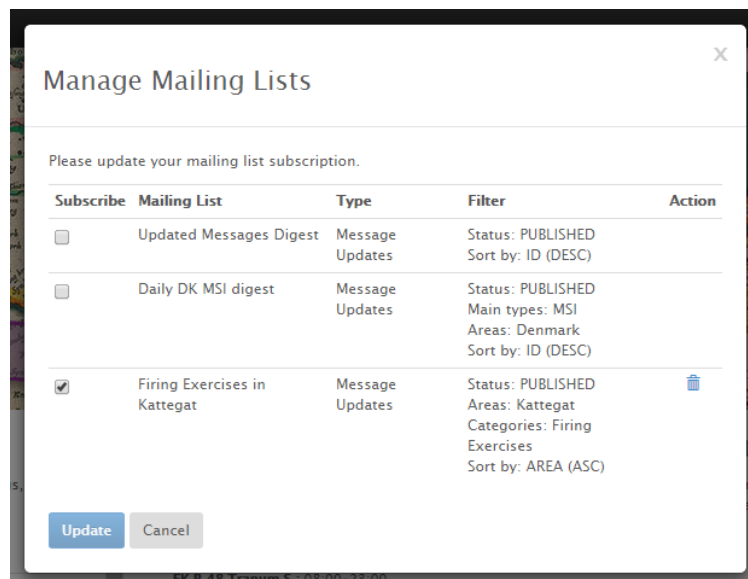 X
Manage Mailing Lists
Please update your mailing list subscription.
Subscribe Mailing List Type Filter Action
Updated Messages Digest Message Updates Status: PUBLISHED
Sort by: ID (DESC)
Daily DK MSI digest Message Updates Status: PUBLISHED
Main types: MSI
Areas: Denmark
Sort by: ID (DESC)
Firing Exercises in Kattegat Message Updates Status: PUBLISHED
Areas: Kattegat
Categories: Firing
Exercises
Sort by: AREA (ASC)
Update Cancel